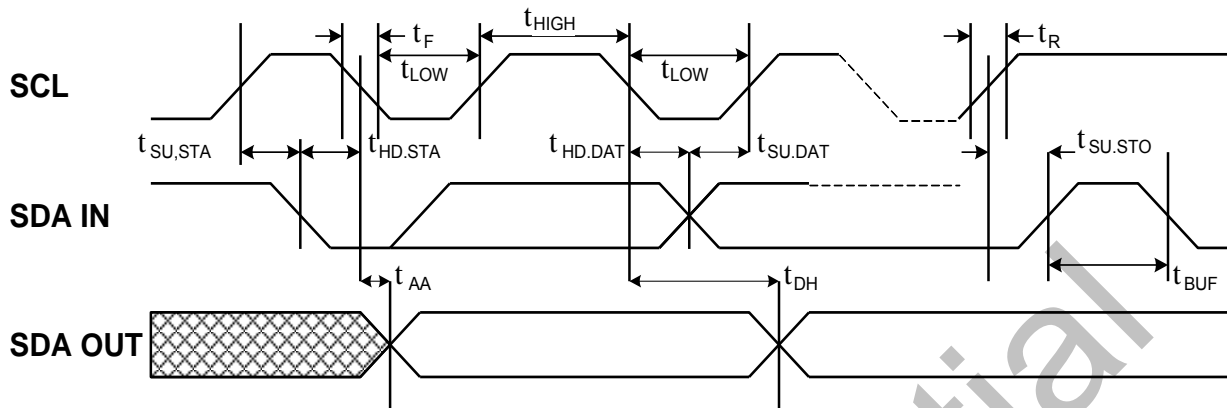 tF
tHIGH
tR
SCL
tLOW
tLOW
tSU,STA
tHD.STA
tHD.DAT
tSU.DAT
tSU.STO
SDA IN
tAA
tDH
tBUF
SDA OUT
tial